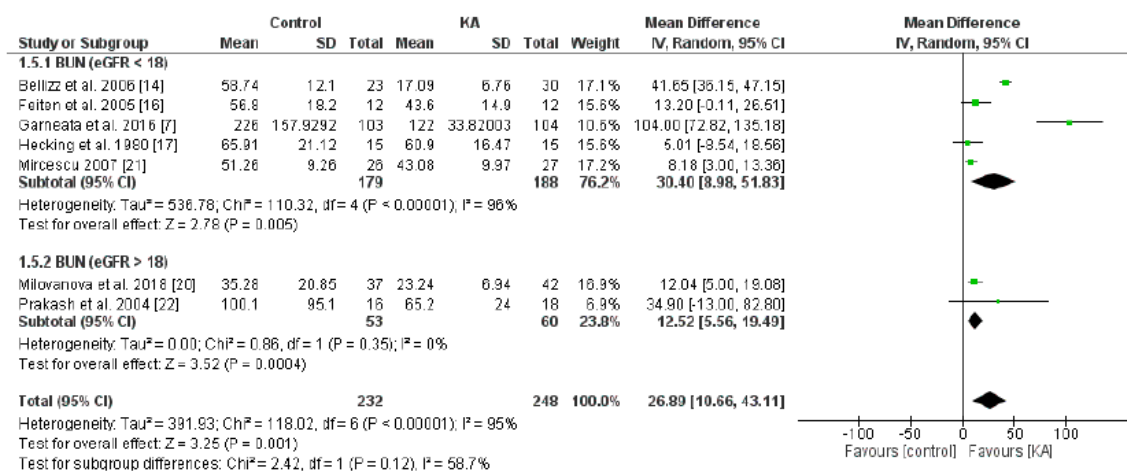 Control KA Mean Difference Mean Difference
Study or Subgroup Mean SD Total Mean SD Total Weight IV, Random, 95% CI IV, Random, 95% CI
1.5.1 BUN (eGFR < 18)
Bellizz et al. 2006 [14] 58.74 12.1 23 17.09 6.76 30 17.1% 41.65 [36.15, 47.15]
Feiten et al. 2005 [16] 56.8 18.2 12 43.6 14.9 12 15.6% 13.20 [-0.11, 26.51]
Garneata et al. 2016 [7] 226 157.9292 103 122 33.82003 104 10.6% 104.00 [72.82, 135.18]
Hecking et al. 1980 [17] 65.91 21.12 15 60.9 16.47 15 15.6% 5.01 [-8.54, 18.56]
Mircescu 2007 [21] 51.26 9.26 26 43.08 9.97 27 17.2% 8.18 [3.00, 13.36]
Subtotal (95% CI) 179 188 76.2% 30.40 [8.98, 51.83]
Heterogeneity: Tau² = 536.78; Chi² = 110.32, df = 4 (P < 0.00001); I² = 96%
Test for overall effect: Z = 2.78 (P = 0.005)
1.5.2 BUN (eGFR > 18)
Milovanova et al. 2018 [20] 35.28 20.85 37 23.24 6.94 42 16.9% 12.04 [5.00, 19.08]
Prakash et al. 2004 [22] 100.1 95.1 16 65.2 24 18 6.9% 34.90 [-13.00, 82.80]
Subtotal (95% CI) 53 60 23.8% 12.52 [5.56, 19.49]
Heterogeneity: Tau² = 0.00; Chi² = 0.86, df = 1 (P = 0.35); I² = 0%
Test for overall effect: Z = 3.52 (P = 0.0004)
Total (95% CI) 232 248 100.0% 26.89 [10.66, 43.11]
Heterogeneity: Tau² = 391.93; Chi² = 118.02, df = 6 (P < 0.00001); I² = 95%
Test for overall effect: Z = 3.25 (P = 0.001)
Test for subgroup differences: Chi² = 2.42, df = 1 (P = 0.12), I² = 58.7%
-100 -50 0 50 100
Favours [control] Favours [KA]